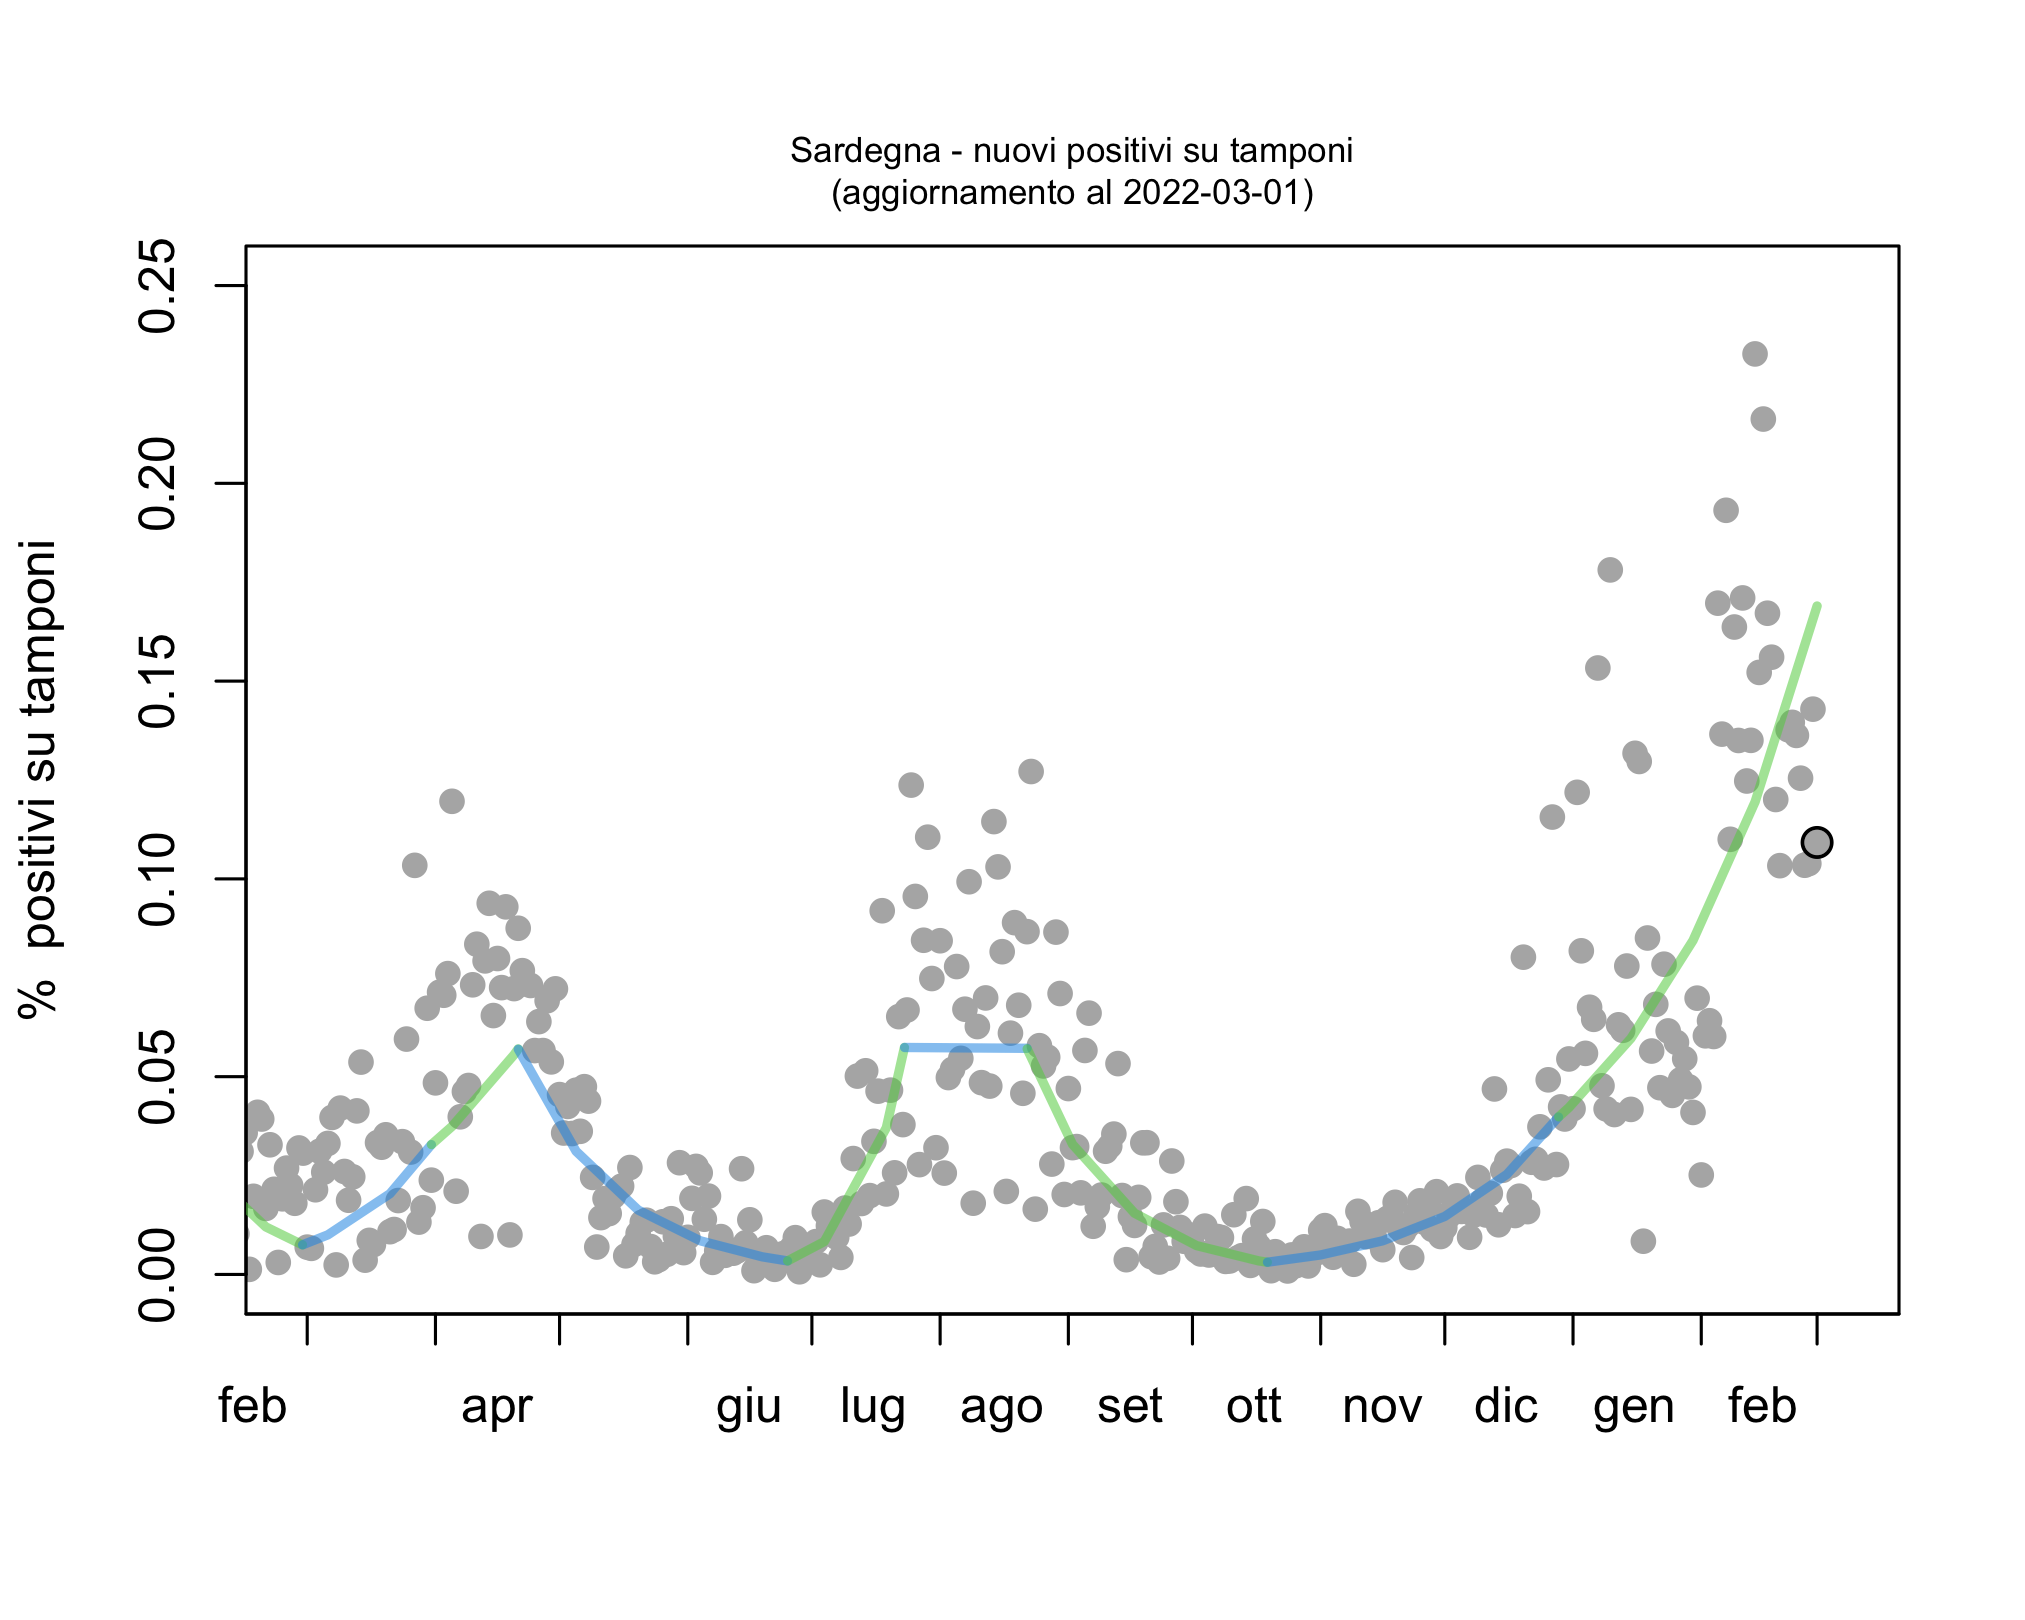 Sardegna - nuovi positivi su tamponi
(aggiornamento al 2022-03-01)
% positivi su tamponi
0.25
0.20
0.15
0.10
0.05
0.00
feb apr giu lug ago set ott nov dic gen feb